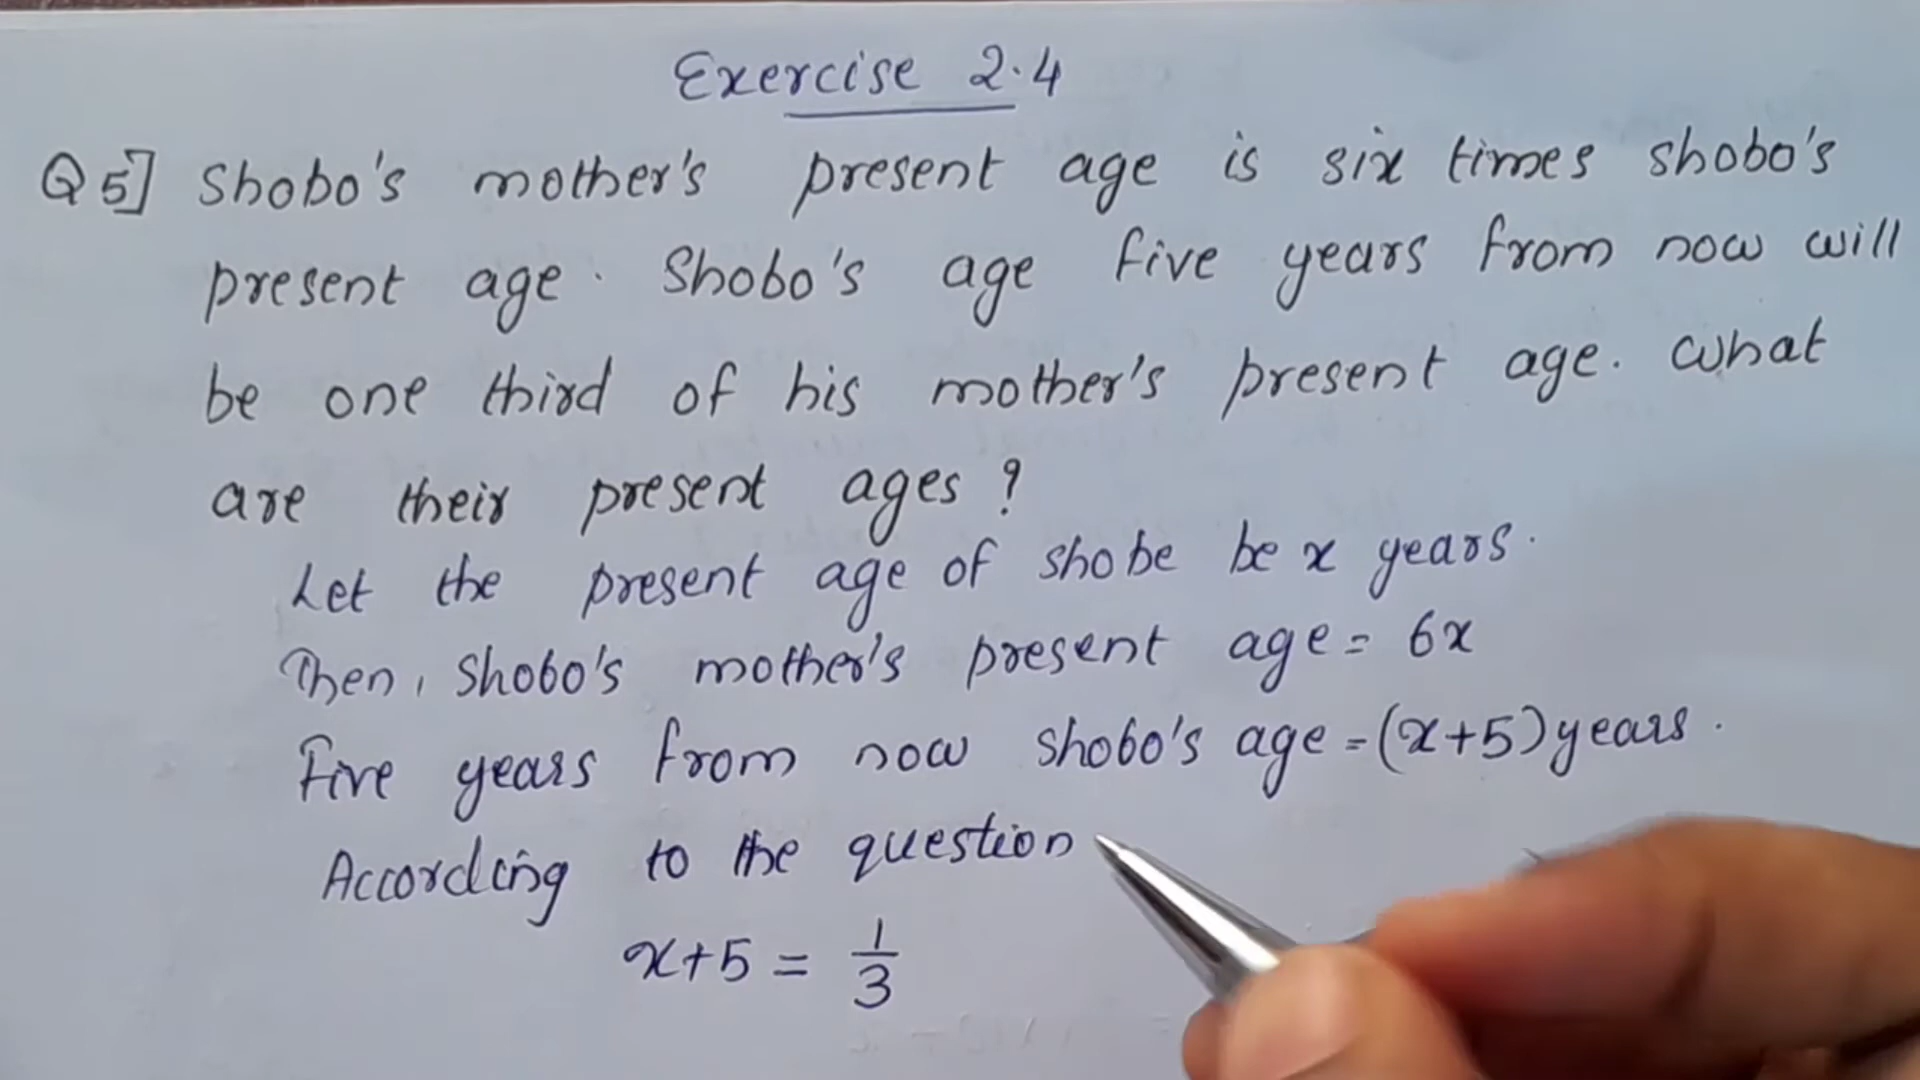 Exercise 2.4
Q5] Shobo's mother's present age is six times shobo's
present age. Shobo's age five years from now will
be one third of his mother's present age. What
are their present ages?
Let the present age of shobe be x years.
Then, Shobo's mother's present age = 6x
Five years from now shobo's age = (x+5) years.
According to the question
x+5 = 1/3